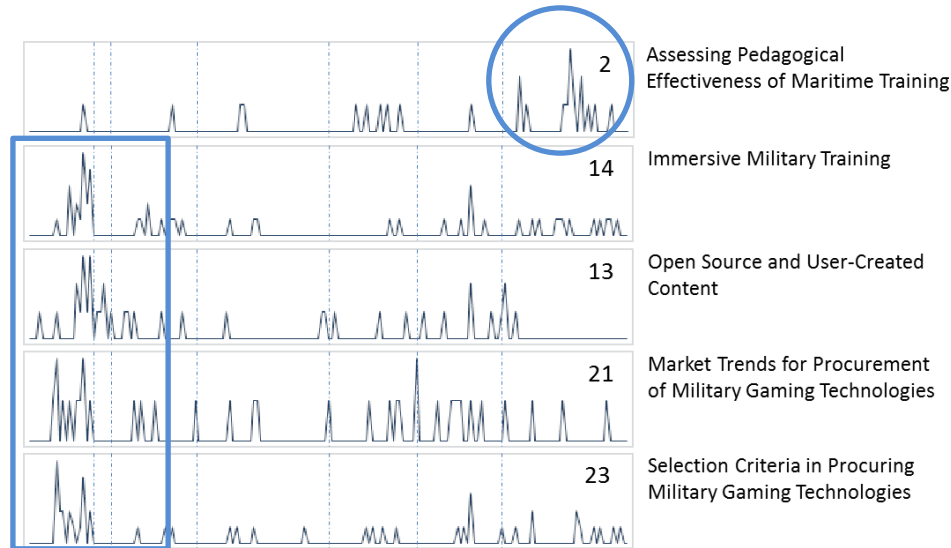 2
Assessing Pedagogical
Effectiveness of Maritime Training
14
Immersive Military Training
13
Open Source and User-Created
Content
21
Market Trends for Procurement
of Military Gaming Technologies
23
Selection Criteria in Procuring
Military Gaming Technologies